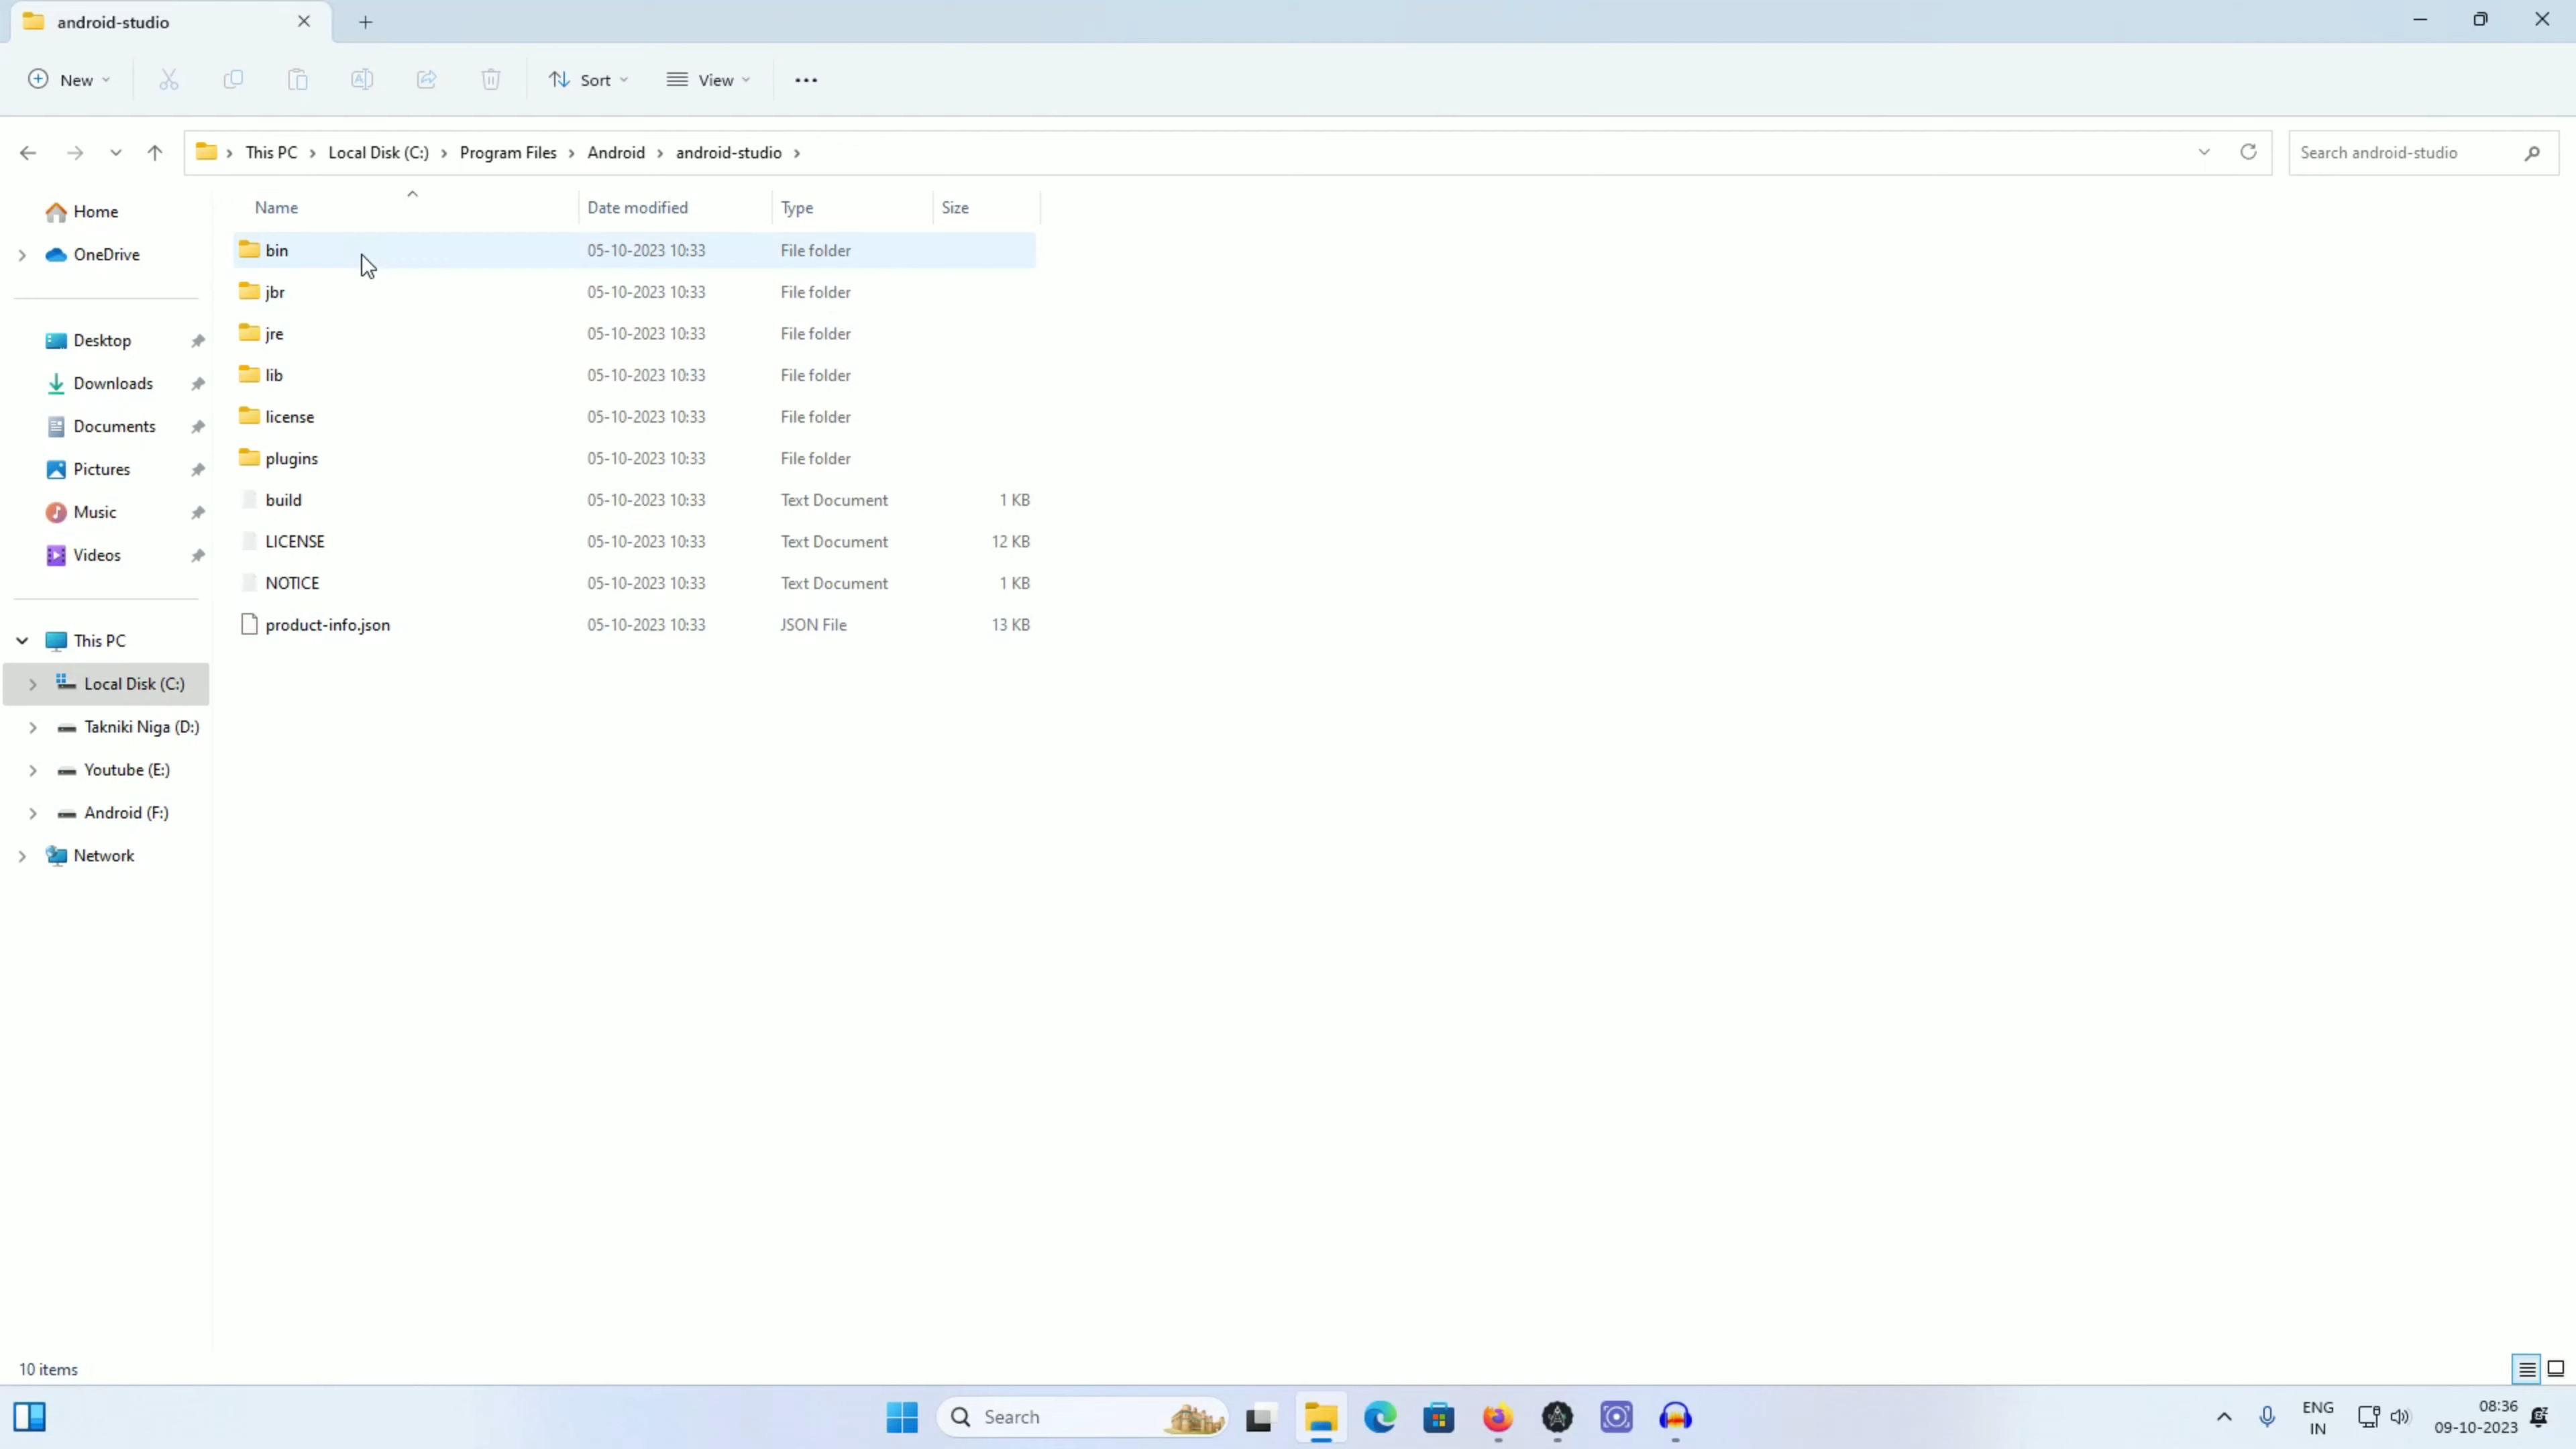 android-studio
New
Sort
View
This PC
Local Disk (C:)
Program Files
Android
android-studio
Search android-studio
Home
OneDrive
Desktop
Downloads
Documents
Pictures
Music
Videos
This PC
Local Disk (C:)
Takniki Niga (D:)
Youtube (E:)
Android (F:)
Network
Name Date modified Type Size
bin 05-10-2023 10:33 File folder
jbr 05-10-2023 10:33 File folder
jre 05-10-2023 10:33 File folder
lib 05-10-2023 10:33 File folder
license 05-10-2023 10:33 File folder
plugins 05-10-2023 10:33 File folder
build 05-10-2023 10:33 Text Document 1 KB
LICENSE 05-10-2023 10:33 Text Document 12 KB
NOTICE 05-10-2023 10:33 Text Document 1 KB
product-info.json 05-10-2023 10:33 JSON File 13 KB
10 items
Search
ENG
IN
08:36
09-10-2023